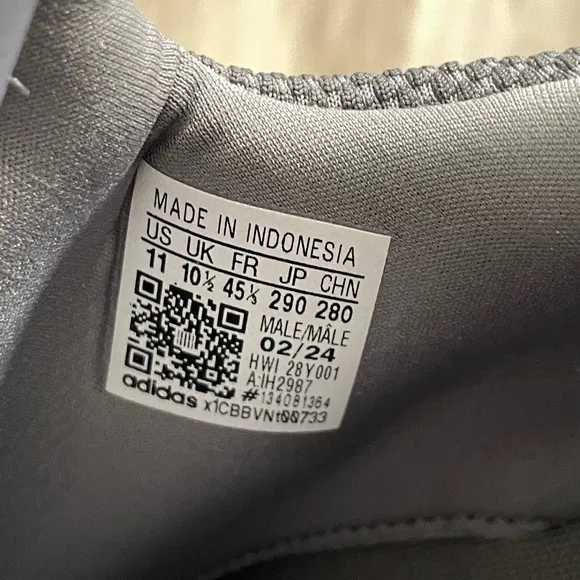 MADE IN INDONESIA
US UK FR JP CHN
11 10½ 45⅓ 290 280
MALE/MÂLE
02/24
HWI 28Y001
A:IH2987
#134081364
adidas x1CBBVNt00733